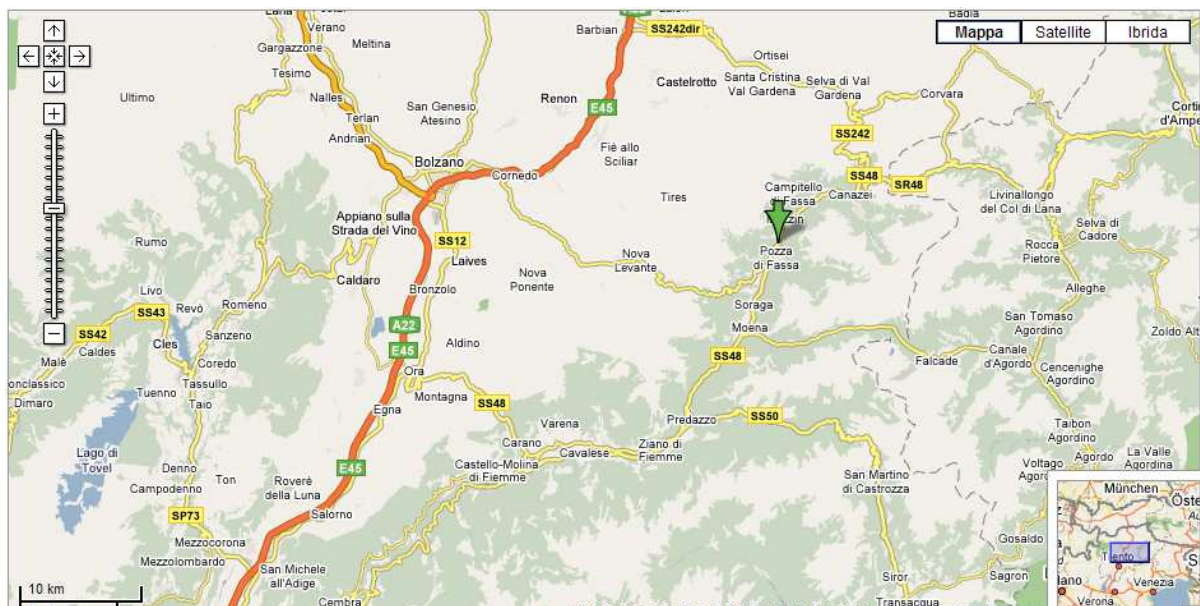 Verano
Meltina
Gargazzone
Tesimo
Ultimo
Nalles
Terlan
Andrian
San Genesio
Atesino
Barbian
SS242dir
Renon
E45
Castelrotto
Ortisei
Santa Cristina
Val Gardena
Selva di Val
Gardena
Corvara
Badia
Mappa
Satellite
Ibrida
Bolzano
Cornedo
Fiè allo
Sciliar
SS242
SS48
SR48
Tires
Campitello
di Fassa
Canazei
Livinallongo
del Col di Lana
Appiano sulla
Strada del Vino
SS12
Laives
Rumo
Nova
Levante
Pozza
di Fassa
Selva di
Cadore
Rocca
Pietore
Caldaro
Bronzolo
Nova
Ponente
Alleghe
Livo
Revò
Romeno
SS43
SS42
Cles
Sanzeno
Caldes
Malè
Coredo
A22
E45
Aldino
Soraga
Moena
San Tomaso
Agordino
Dimaro
Tuenno
Tassullo
Taio
Ora
Montagna
SS48
SS48
Falcade
Canale
d'Agordo
Cencenighe
Agordino
Egna
SS50
Predazzo
Varena
Carano
Cavalese
Ziano di
Fiemme
Castello-Molina
di Fiemme
Taibon
Agordino
Lago di
Tovel
Denno
Ton
Campodenno
E45
Roverè
della Luna
San Martino
di Castrozza
Voltago
Agordino
Agordo
La Valle
Agordina
SP73
Salorno
Mezzocorona
Mezzolombardo
San Michele
all'Adige
Cembra
Gosaldo
Siror
Sagron
Transacqua
10 km
München
Trento
Verona
Venezia